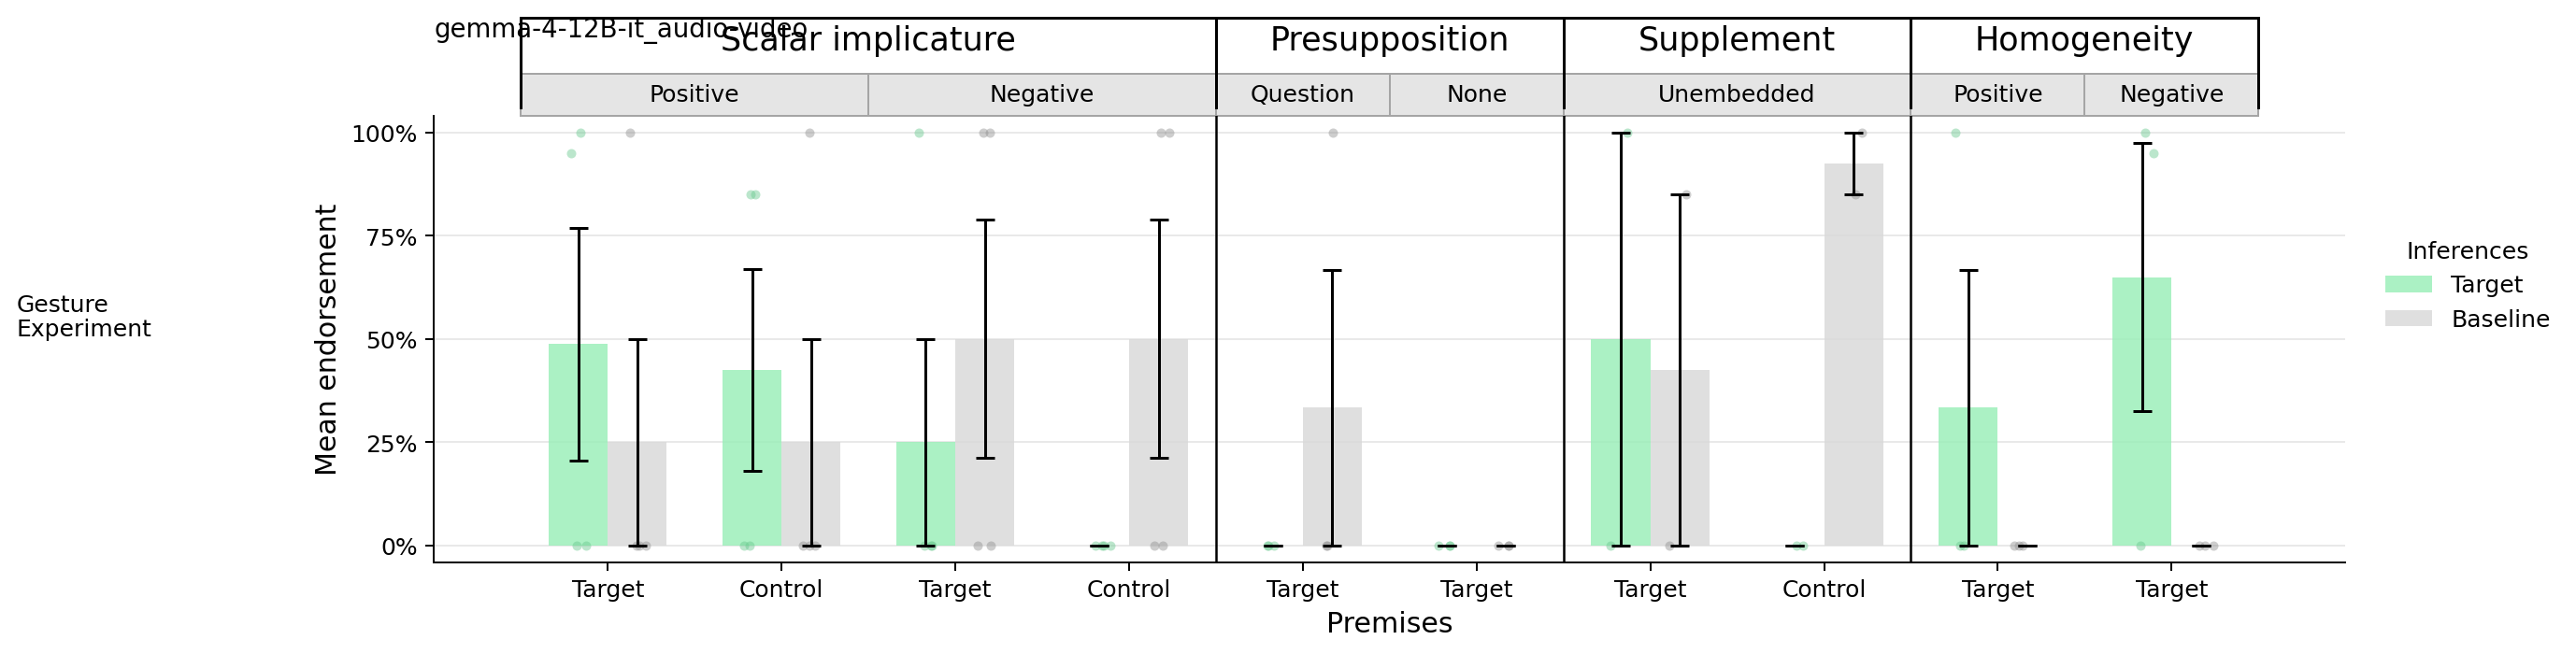 gemma-4-12B-it_audio-video
Scalar implicature Presupposition Supplement Homogeneity
Positive Negative Question None Unembedded Positive Negative
100%
75%
50%
25%
0%
Mean endorsement
Gesture
Experiment
Target Control Target Control Target Target Target Control Target Target
Premises
Inferences
Target
Baseline